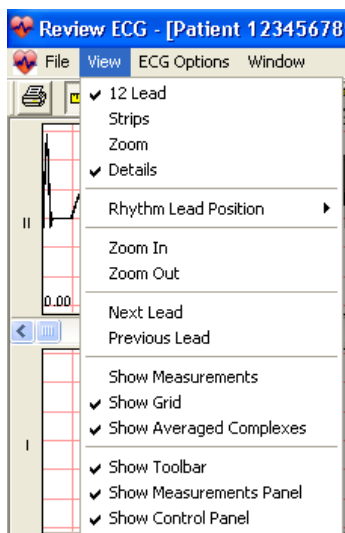 Review ECG - [Patient 12345678
File View ECG Options Window
12 Lead
Strips
Zoom
Details
Rhythm Lead Position
II
Zoom In
Zoom Out
0.00
Next Lead
Previous Lead
Show Measurements
Show Grid
Show Averaged Complexes
I
Show Toolbar
Show Measurements Panel
Show Control Panel